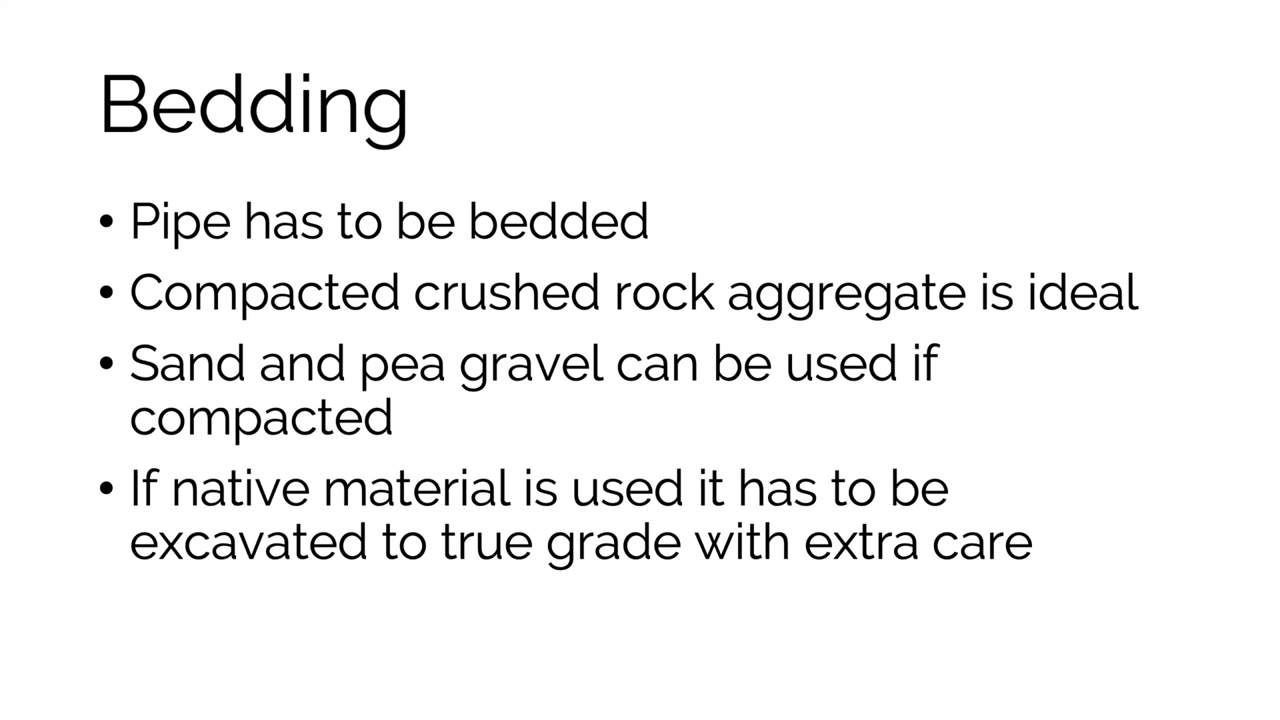 Bedding
• Pipe has to be bedded
• Compacted crushed rock aggregate is ideal
• Sand and pea gravel can be used if
compacted
• If native material is used it has to be
excavated to true grade with extra care